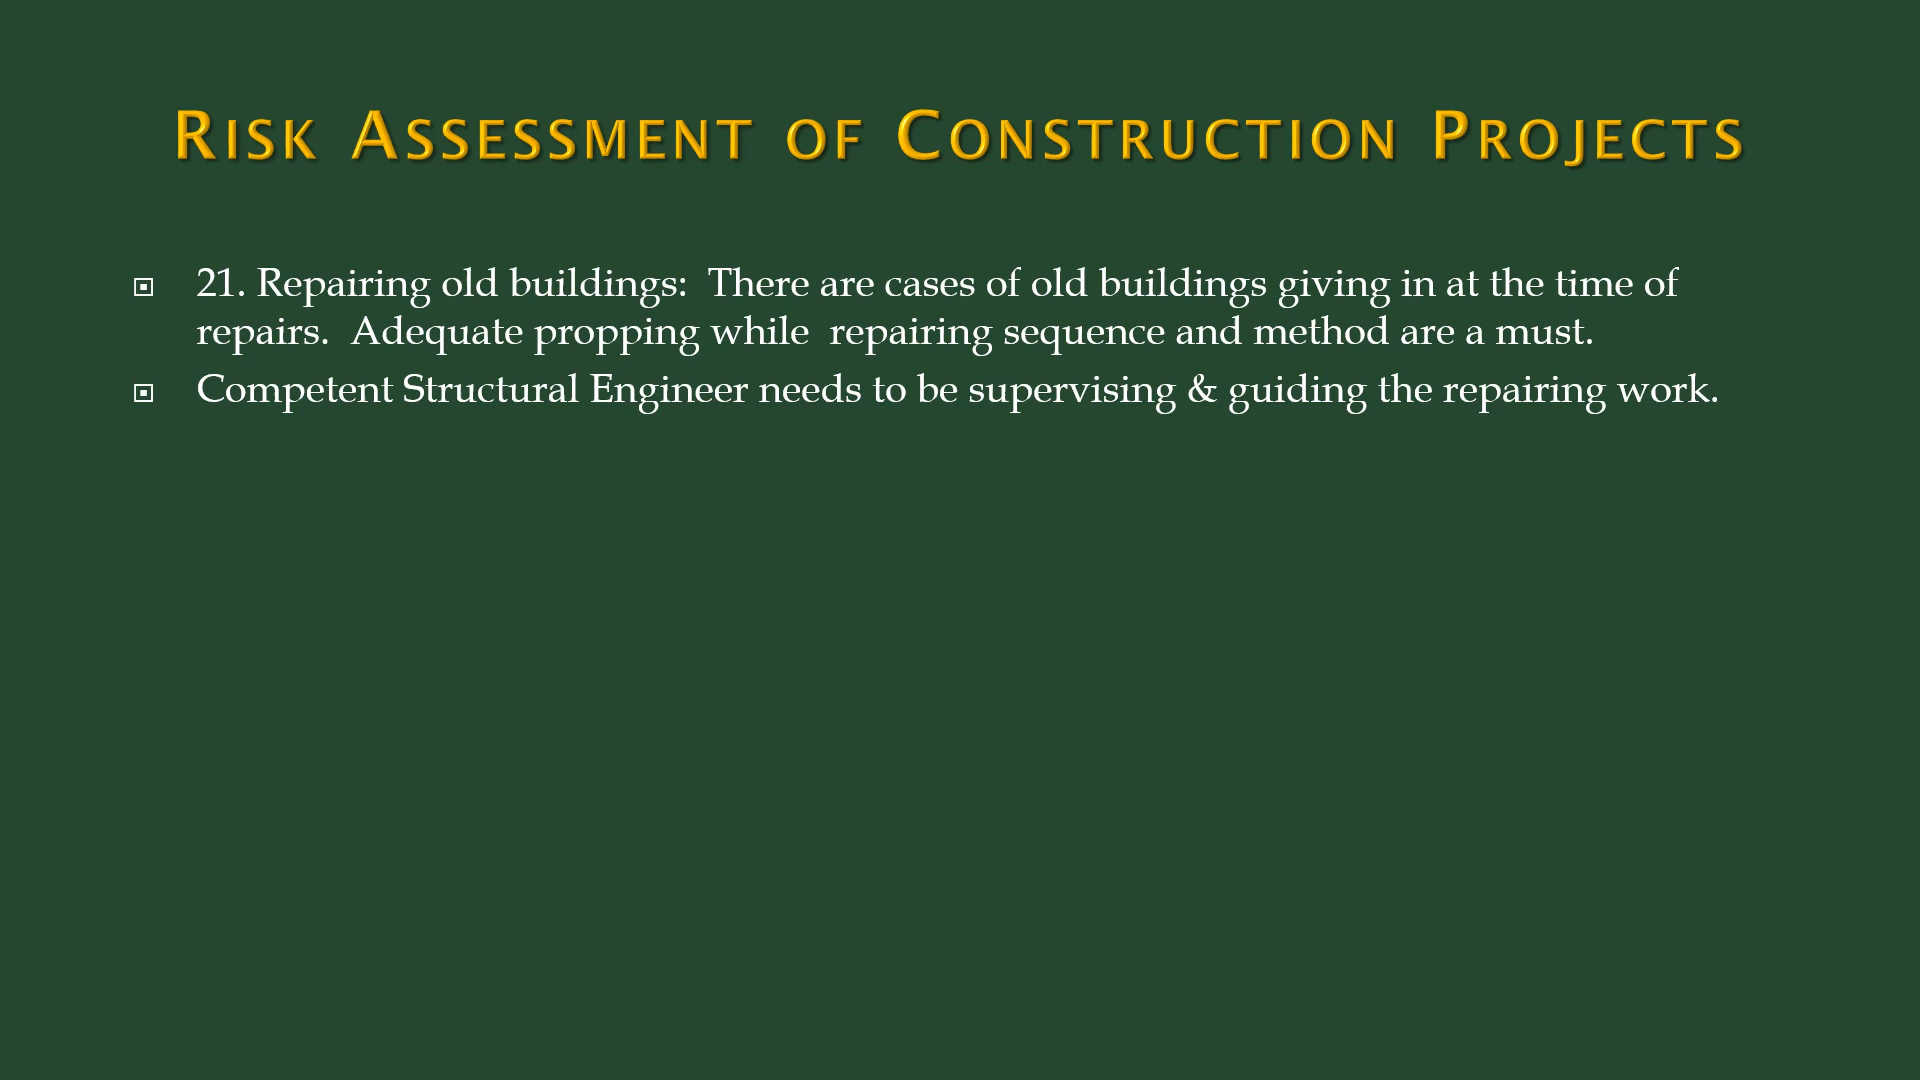 Risk Assessment of Construction Projects
21. Repairing old buildings:  There are cases of old buildings giving in at the time of
repairs.  Adequate propping while  repairing sequence and method are a must.
Competent Structural Engineer needs to be supervising & guiding the repairing work.